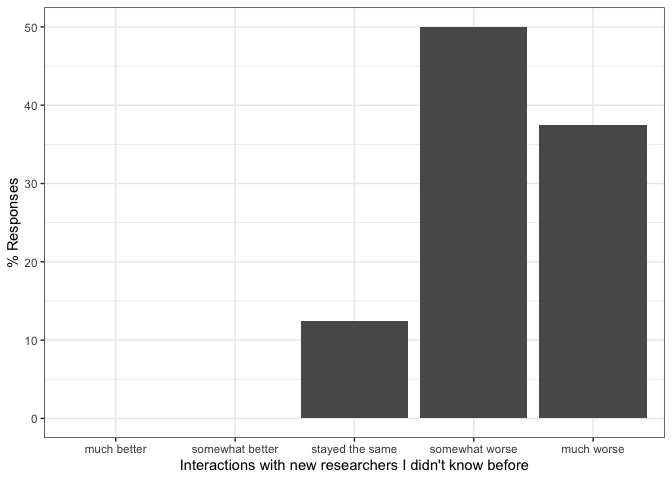 50
40
30
20
10
0
% Responses
much better somewhat better stayed the same somewhat worse much worse
Interactions with new researchers I didn't know before